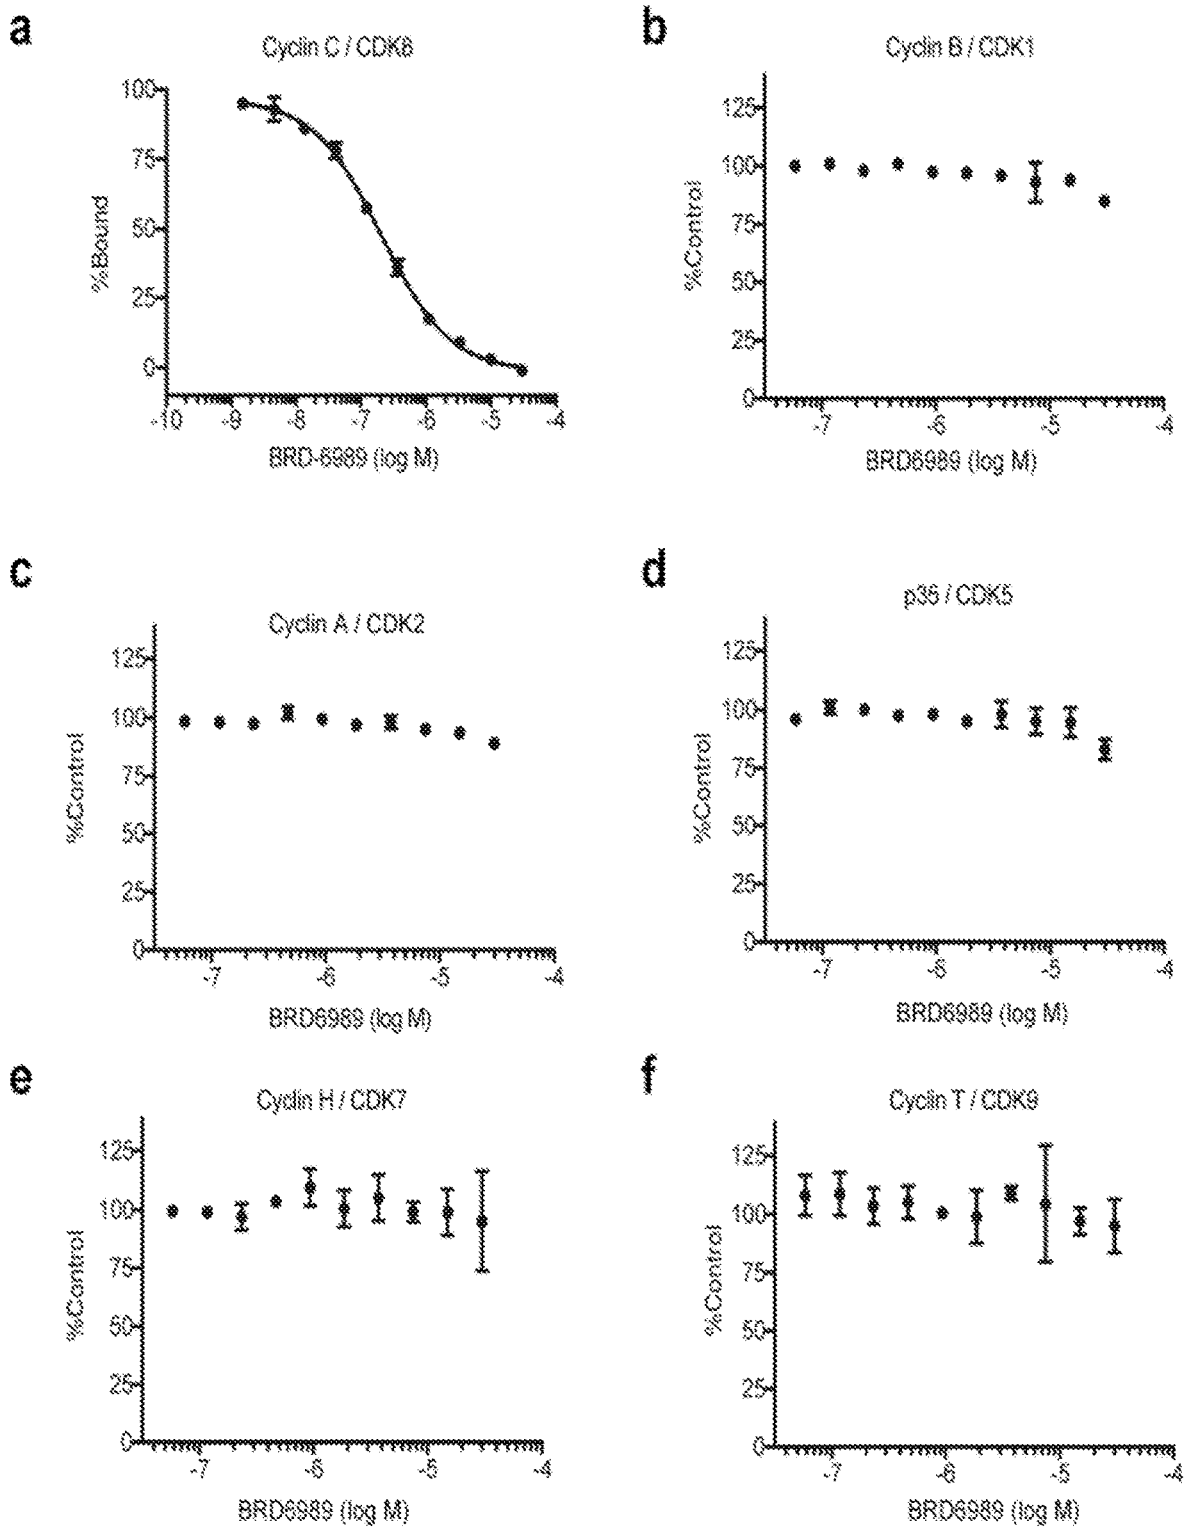 a
Cyclin C / CDK8
100
75
50
25
0
%Bound
-10 -9 -8 -7 -6 -5 -4
BRD-6989 (log M)
b
Cyclin B / CDK1
125
100
75
50
25
0
%Control
-7 -6 -5 -4
BRD6989 (log M)
c
Cyclin A / CDK2
125
100
75
50
25
0
%Control
-7 -6 -5 -4
BRD6989 (log M)
d
p35 / CDK5
125
100
75
50
25
0
%Control
-7 -6 -5 -4
BRD6989 (log M)
e
Cyclin H / CDK7
125
100
75
50
25
0
%Control
-7 -6 -5 -4
BRD6989 (log M)
f
Cyclin T / CDK9
125
100
75
50
25
0
%Control
-7 -6 -5 -4
BRD6989 (log M)